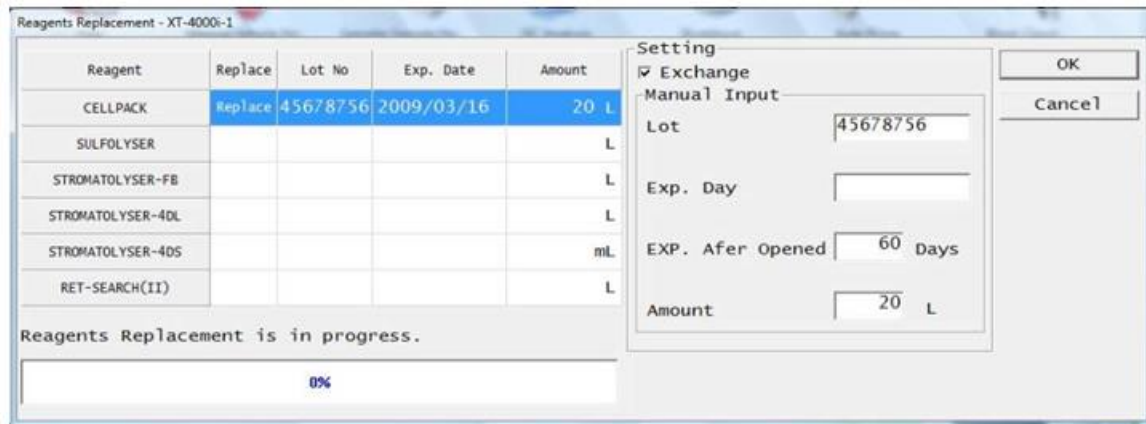 Reagents Replacement - XT-4000i-1
Reagent Replace Lot No Exp. Date Amount
CELLPACK Replace 45678756 2009/03/16 20 L
SULFOLYSER L
STROMATOLYSER-FB L
STROMATOLYSER-4DL L
STROMATOLYSER-4DS mL
RET-SEARCH(II) L
Reagents Replacement is in progress.
0%
Setting
Exchange
Manual Input
Lot 45678756
Exp. Day
EXP. Afer Opened 60 Days
Amount 20 L
OK
Cancel